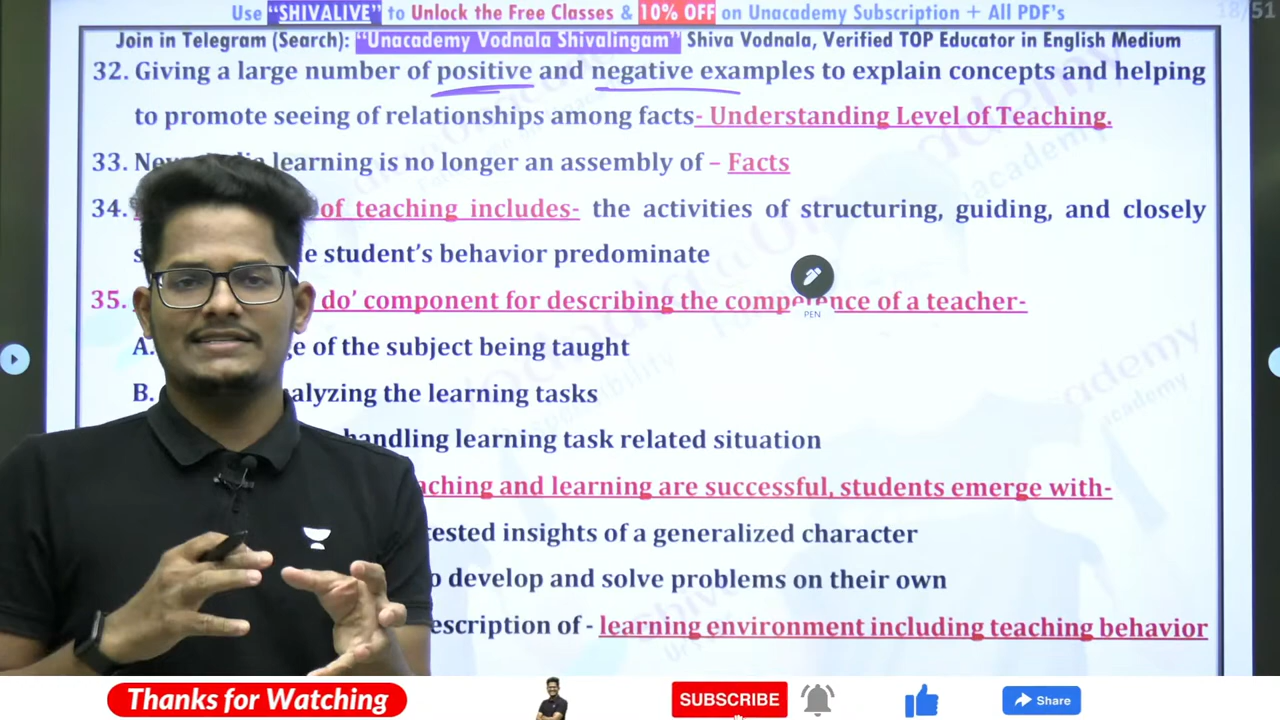 Use "SHIVALIVE" to Unlock the Free Classes & 10% OFF on Unacademy Subscription + All PDF's
18/51
Join in Telegram (Search): "Unacademy Vodnala Shivalingam" Shiva Vodnala, Verified TOP Educator in English Medium
32. Giving a large number of positive and negative examples to explain concepts and helping
to promote seeing of relationships among facts- Understanding Level of Teaching.
33. learning is no longer an assembly of – Facts
34. of teaching includes- the activities of structuring, guiding, and closely
student's behavior predominate
35. do' component for describing the competence of a teacher-
PEN
A. of the subject being taught
B. the learning tasks
handling learning task related situation
and learning are successful, students emerge with-
tested insights of a generalized character
develop and solve problems on their own
of - learning environment including teaching behavior
Thanks for Watching
SUBSCRIBE
Share